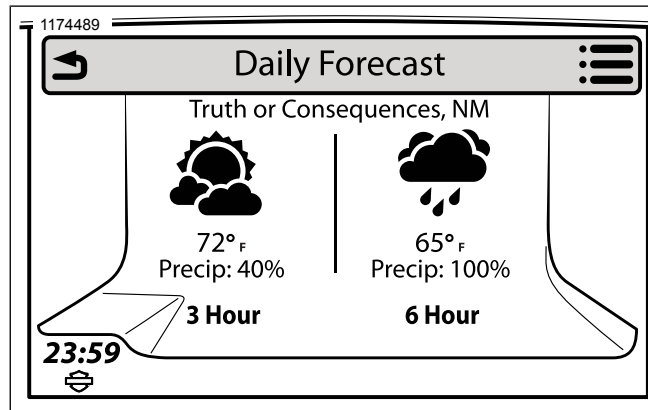 1174489
Daily Forecast
Truth or Consequences, NM
72° F
Precip: 40%
3 Hour
65° F
Precip: 100%
6 Hour
23:59